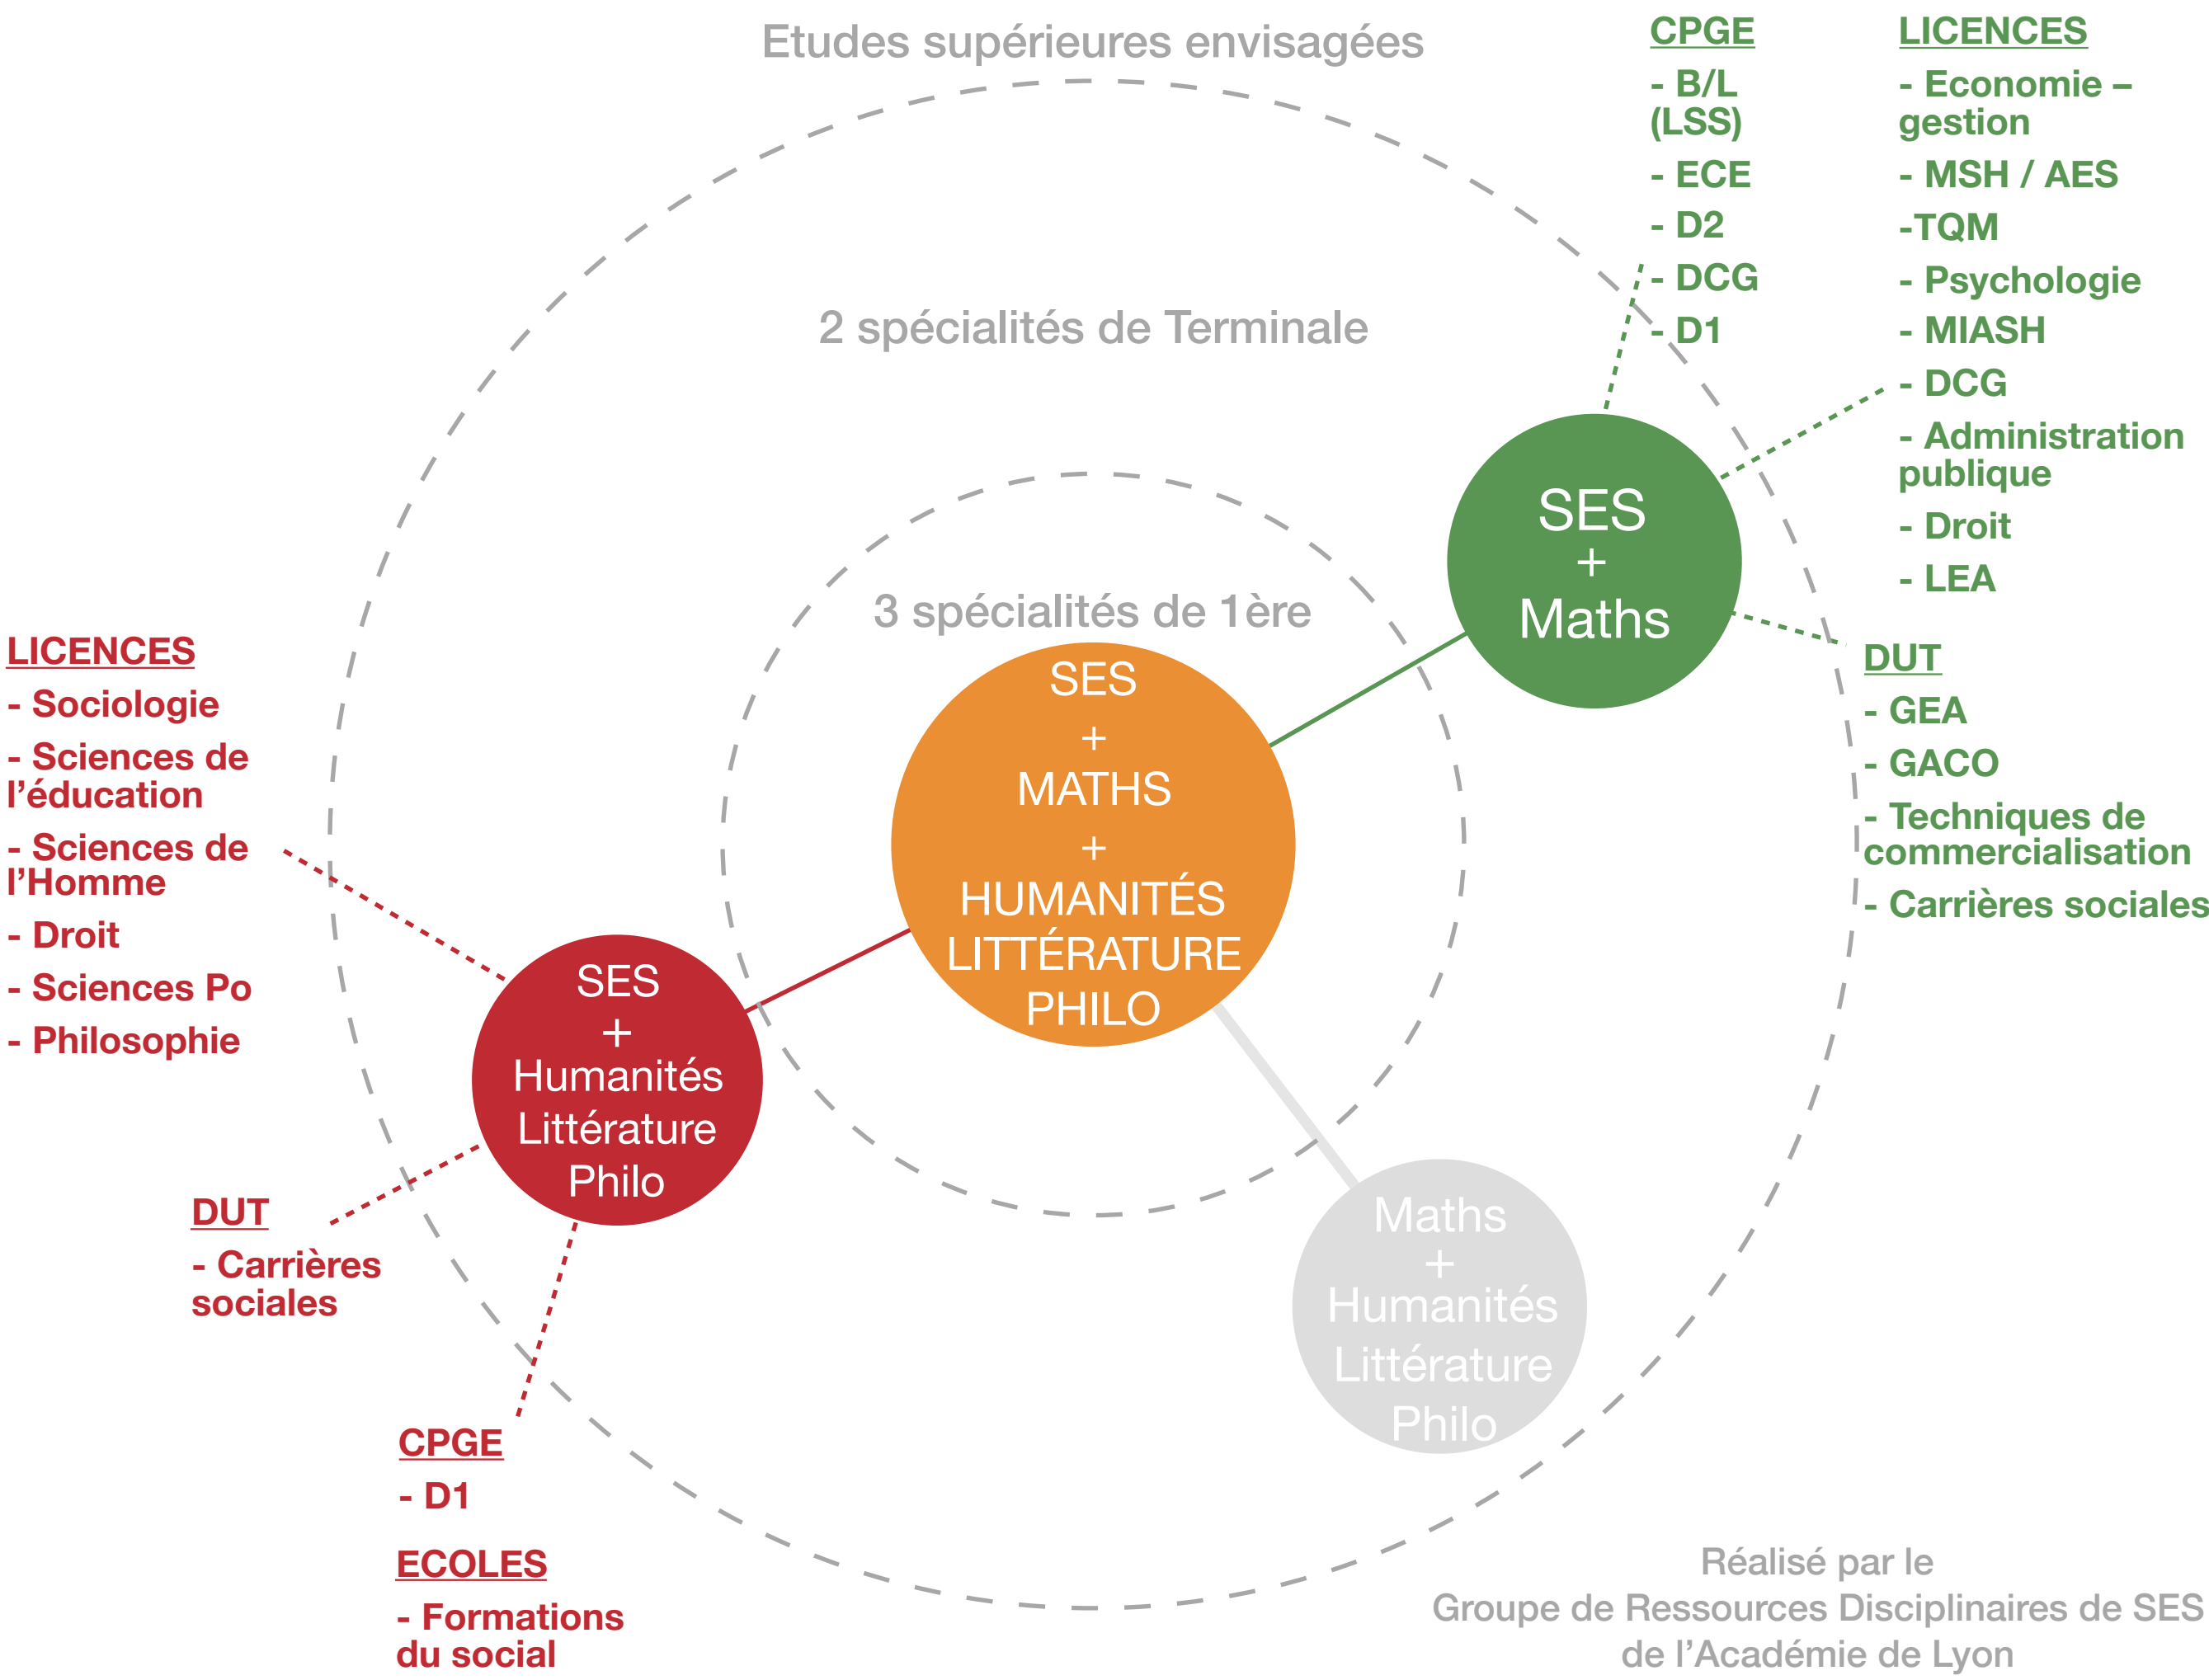 Etudes supérieures envisagées
2 spécialités de Terminale
3 spécialités de 1ère
SES
+
MATHS
+
HUMANITÉS
LITTÉRATURE
PHILO
SES
+
Maths
CPGE
- B/L
(LSS)
- ECE
- D2
- DCG
- D1
LICENCES
- Economie –
gestion
- MSH / AES
-TQM
- Psychologie
- MIASH
- DCG
- Administration
publique
- Droit
- LEA
DUT
- GEA
- GACO
- Techniques de
commercialisation
- Carrières sociales
LICENCES
- Sociologie
- Sciences de
l’éducation
- Sciences de
l’Homme
- Droit
- Sciences Po
- Philosophie
SES
+
Humanités
Littérature
Philo
DUT
- Carrières
sociales
CPGE
- D1
ECOLES
- Formations
du social
Maths
+
Humanités
Littérature
Philo
Réalisé par le
Groupe de Ressources Disciplinaires de SES
de l’Académie de Lyon